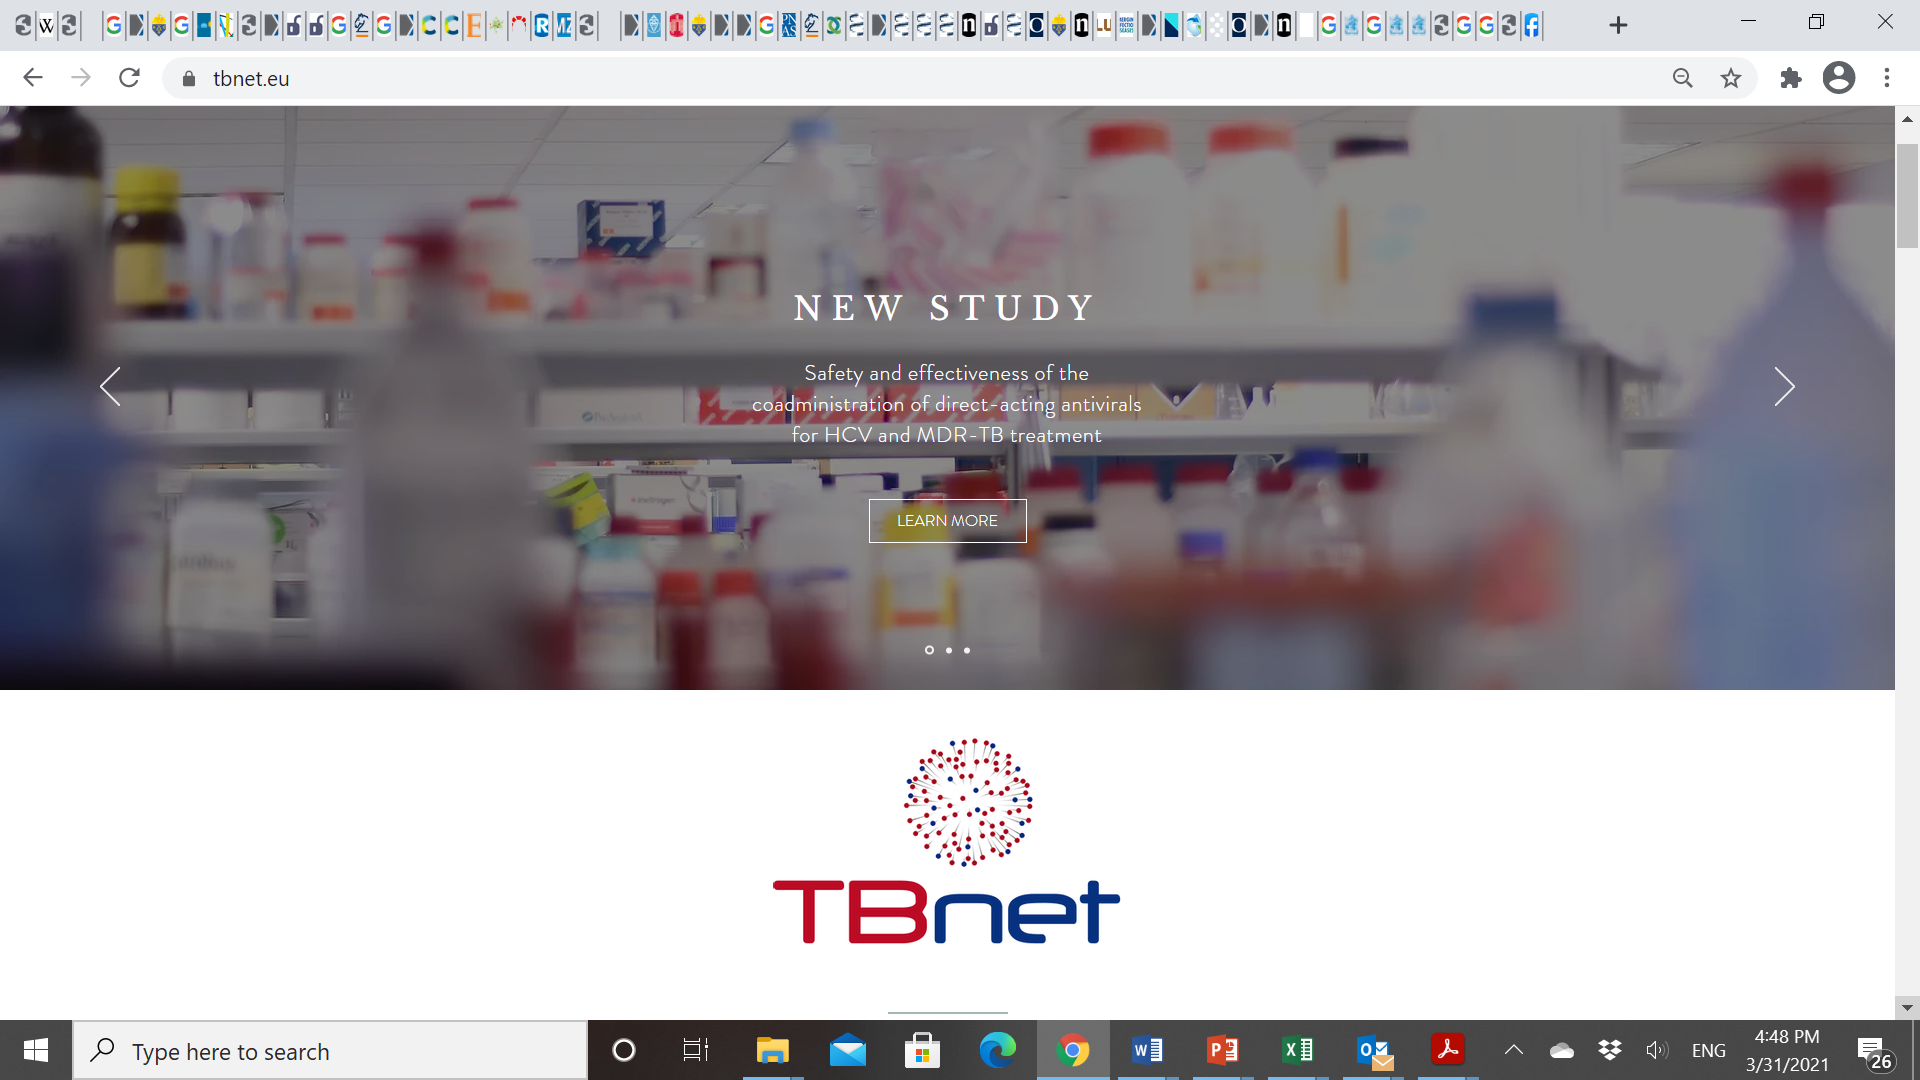 tbnet.eu
NEW STUDY
Safety and effectiveness of the
coadministration of direct-acting antivirals
for HCV and MDR-TB treatment
LEARN MORE
TBnet
Type here to search
ENG
4:48 PM
3/31/2021
26